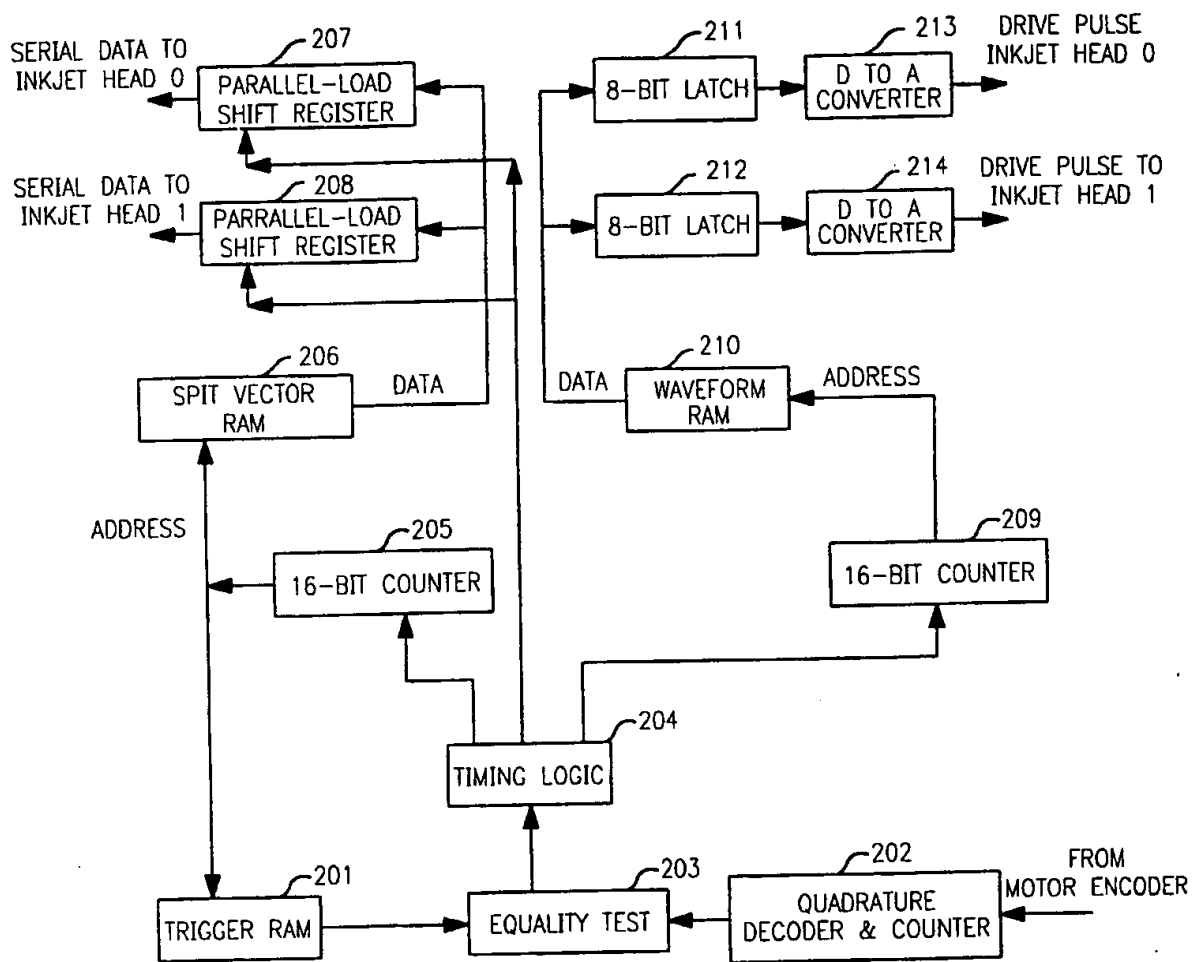 207
SERIAL DATA TO
INKJET HEAD 0
PARALLEL-LOAD
SHIFT REGISTER
211
8-BIT LATCH
213
D TO A
CONVERTER
DRIVE PULSE
INKJET HEAD 0
208
SERIAL DATA TO
INKJET HEAD 1
PARRALLEL-LOAD
SHIFT REGISTER
212
8-BIT LATCH
214
D TO A
CONVERTER
DRIVE PULSE TO
INKJET HEAD 1
206
SPIT VECTOR
RAM
DATA
DATA
210
WAVEFORM
RAM
ADDRESS
ADDRESS
205
16-BIT COUNTER
209
16-BIT COUNTER
204
TIMING LOGIC
201
TRIGGER RAM
203
EQUALITY TEST
202
QUADRATURE
DECODER & COUNTER
FROM
MOTOR ENCODER